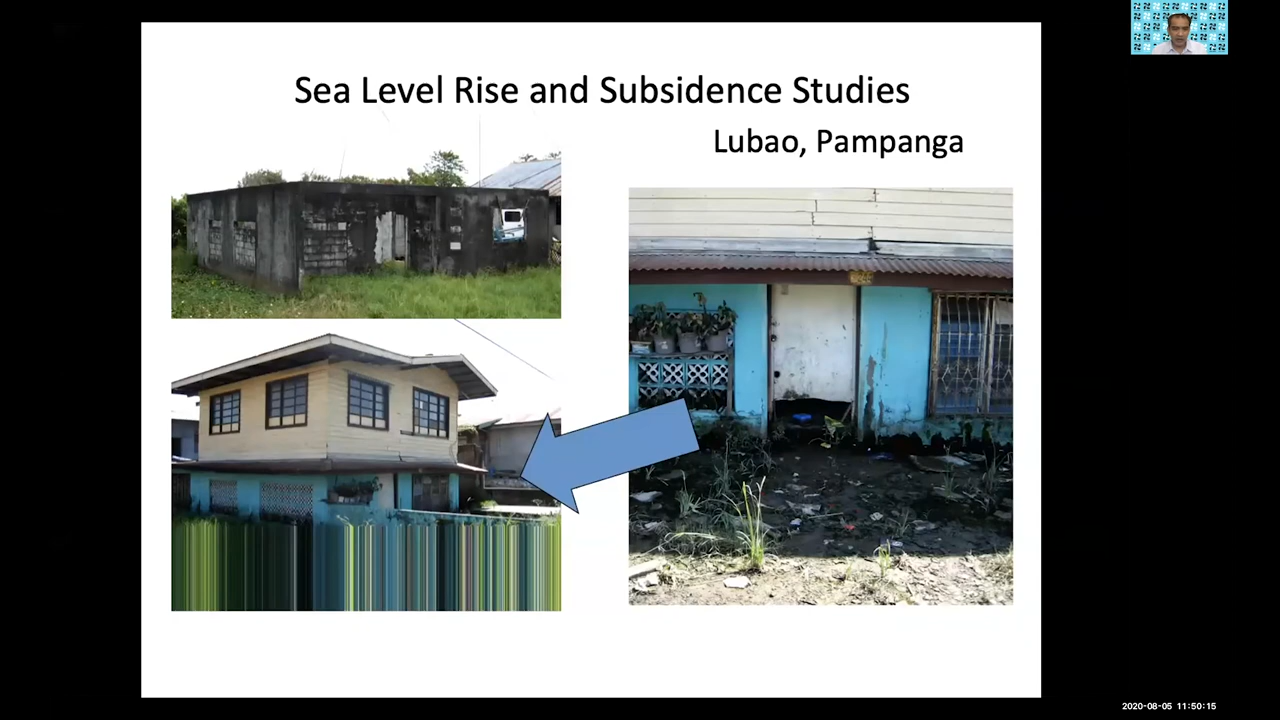 Sea Level Rise and Subsidence Studies
Lubao, Pampanga
2020-08-05 11:50:15